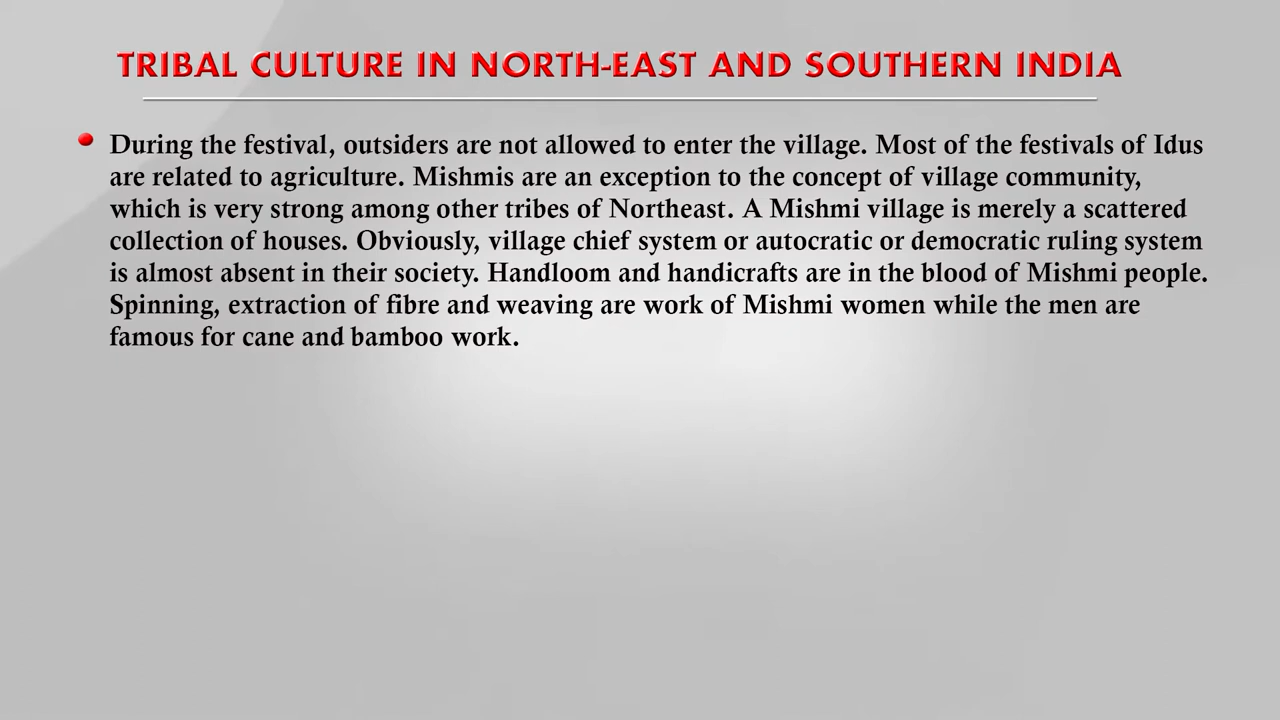 TRIBAL CULTURE IN NORTH-EAST AND SOUTHERN INDIA
During the festival, outsiders are not allowed to enter the village. Most of the festivals of Idus
are related to agriculture. Mishmis are an exception to the concept of village community,
which is very strong among other tribes of Northeast. A Mishmi village is merely a scattered
collection of houses. Obviously, village chief system or autocratic or democratic ruling system
is almost absent in their society. Handloom and handicrafts are in the blood of Mishmi people.
Spinning, extraction of fibre and weaving are work of Mishmi women while the men are
famous for cane and bamboo work.